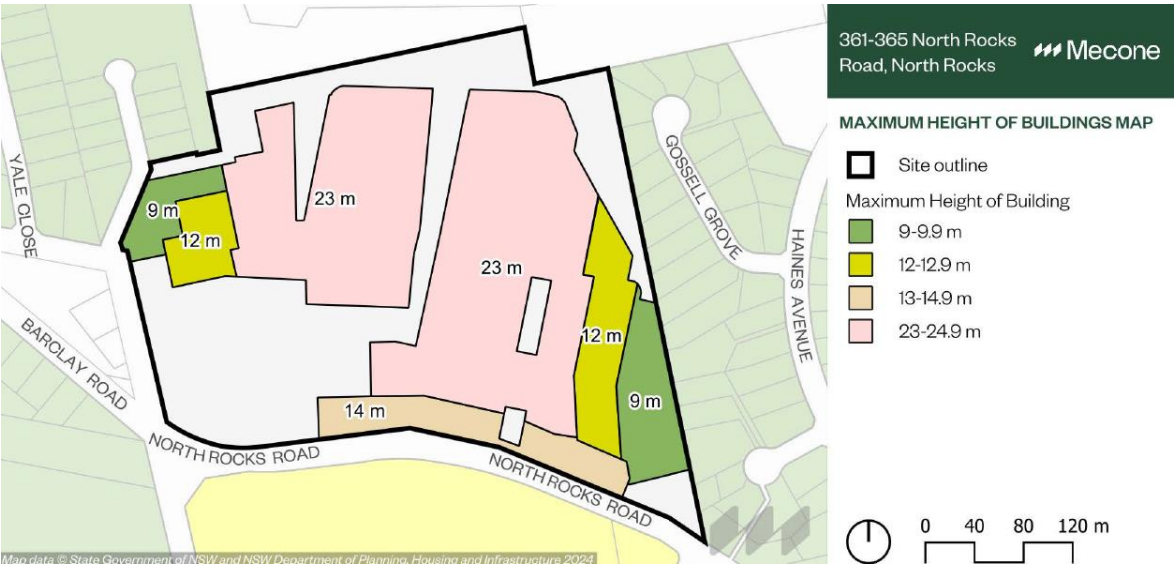 361-365 North Rocks
Road, North Rocks
Mecone
MAXIMUM HEIGHT OF BUILDINGS MAP
Site outline
Maximum Height of Building
9-9.9 m
12-12.9 m
13-14.9 m
23-24.9 m
0 40 80 120 m
YALE CLOSE
BARCLAY ROAD
NORTH ROCKS ROAD
NORTH ROCKS ROAD
GOSSELL GROVE
HAINES AVENUE
9 m
12 m
23 m
23 m
12 m
9 m
14 m
Map data © State Government of NSW and NSW Department of Planning, Housing and Infrastructure 2024